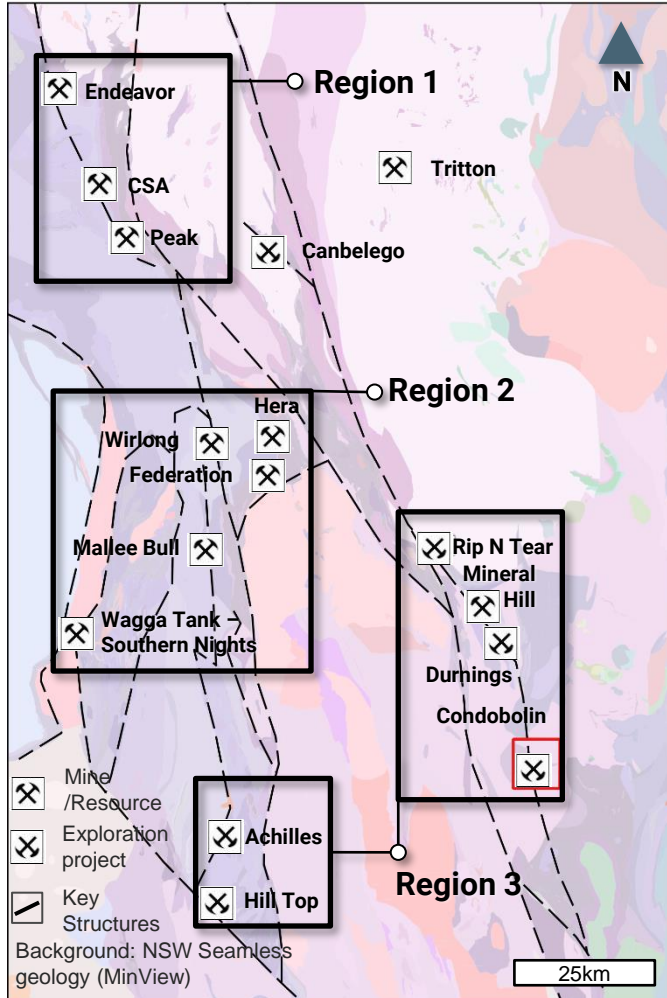 Region 1
N
Endeavor
CSA
Peak
Tritton
Canbelego
Region 2
Hera
Wirlong
Federation
Mallee Bull
Wagga Tank –
Southern Nights
Rip N Tear
Mineral
Hill
Durnings
Condobolin
Achilles
Hill Top
Region 3
Mine
/Resource
Exploration
project
Key
Structures
Background: NSW Seamless
geology (MinView)
25km